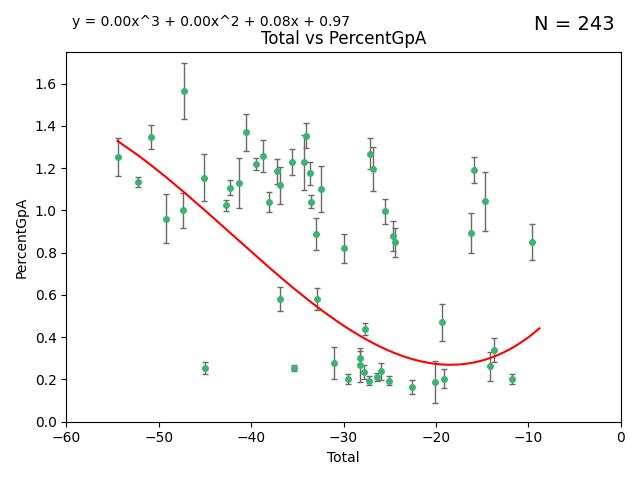 y = 0.00x^3 + 0.00x^2 + 0.08x + 0.97
N = 243
Total vs PercentGpA
PercentGpA
1.6
1.4
1.2
1.0
0.8
0.6
0.4
0.2
0.0
−60 −50 −40 −30 −20 −10 0
Total